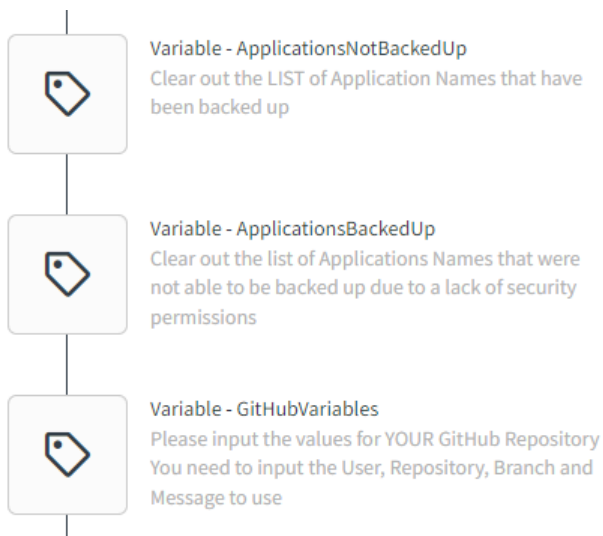 Variable - ApplicationsNotBackedUp
Clear out the LIST of Application Names that have
been backed up
Variable - ApplicationsBackedUp
Clear out the list of Applications Names that were
not able to be backed up due to a lack of security
permissions
Variable - GitHubVariables
Please input the values for YOUR GitHub Repository
You need to input the User, Repository, Branch and
Message to use